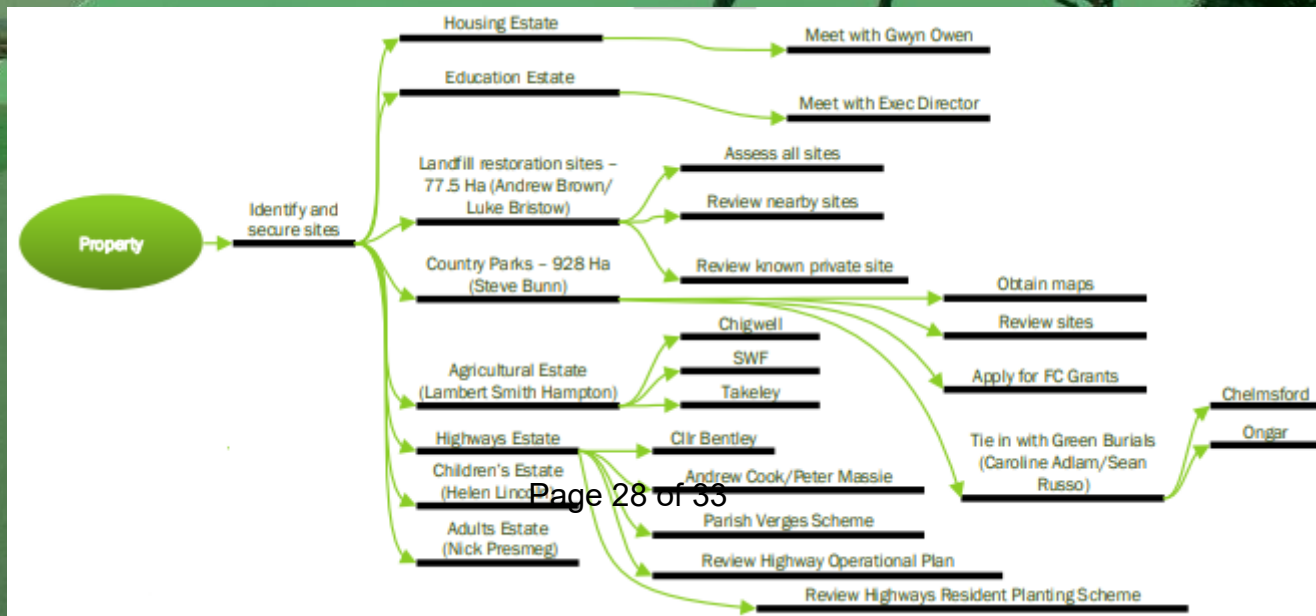 Housing Estate
Meet with Gwyn Owen
Education Estate
Meet with Exec Director
Landfill restoration sites –
77.5 Ha (Andrew Brown/
Luke Bristow)
Assess all sites
Review nearby sites
Review known private site
Property
Identify and
secure sites
Country Parks – 928 Ha
(Steve Bunn)
Obtain maps
Review sites
Apply for FC Grants
Tie in with Green Burials
(Caroline Adlam/Sean
Russo)
Chelmsford
Ongar
Agricultural Estate
(Lambert Smith Hampton)
Chigwell
SWF
Takeley
Highways Estate
Cllr Bentley
Andrew Cook/Peter Massie
Parish Verges Scheme
Review Highway Operational Plan
Review Highways Resident Planting Scheme
Children's Estate
(Helen Lincoln)
Adults Estate
(Nick Presmeg)
Page 28 of 33